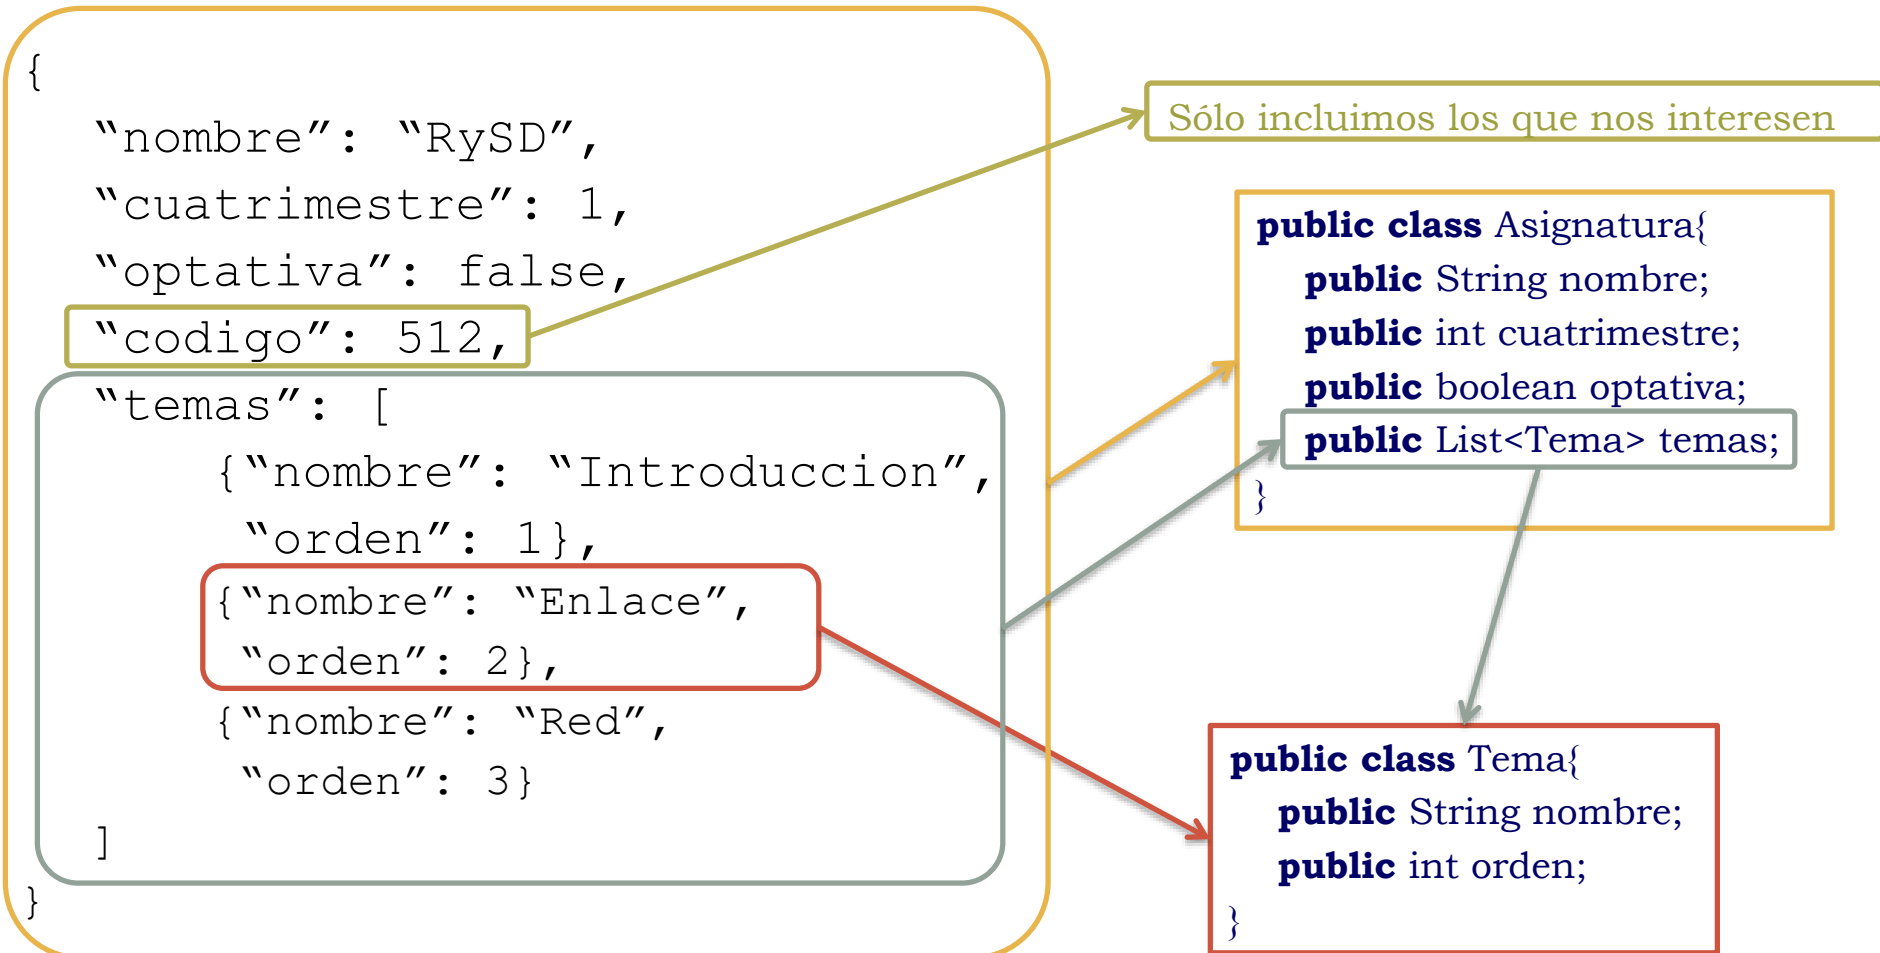 {
“nombre”: “RySD”,
“cuatrimestre”: 1,
“optativa”: false,
“codigo”: 512,
“temas”: [
{“nombre”: “Introduccion”,
“orden”: 1},
{“nombre”: “Enlace”,
“orden”: 2},
{“nombre”: “Red”,
“orden”: 3}
]
}
Sólo incluimos los que nos interesen
public class Asignatura{
public String nombre;
public int cuatrimestre;
public boolean optativa;
public List<Tema> temas;
}
public class Tema{
public String nombre;
public int orden;
}